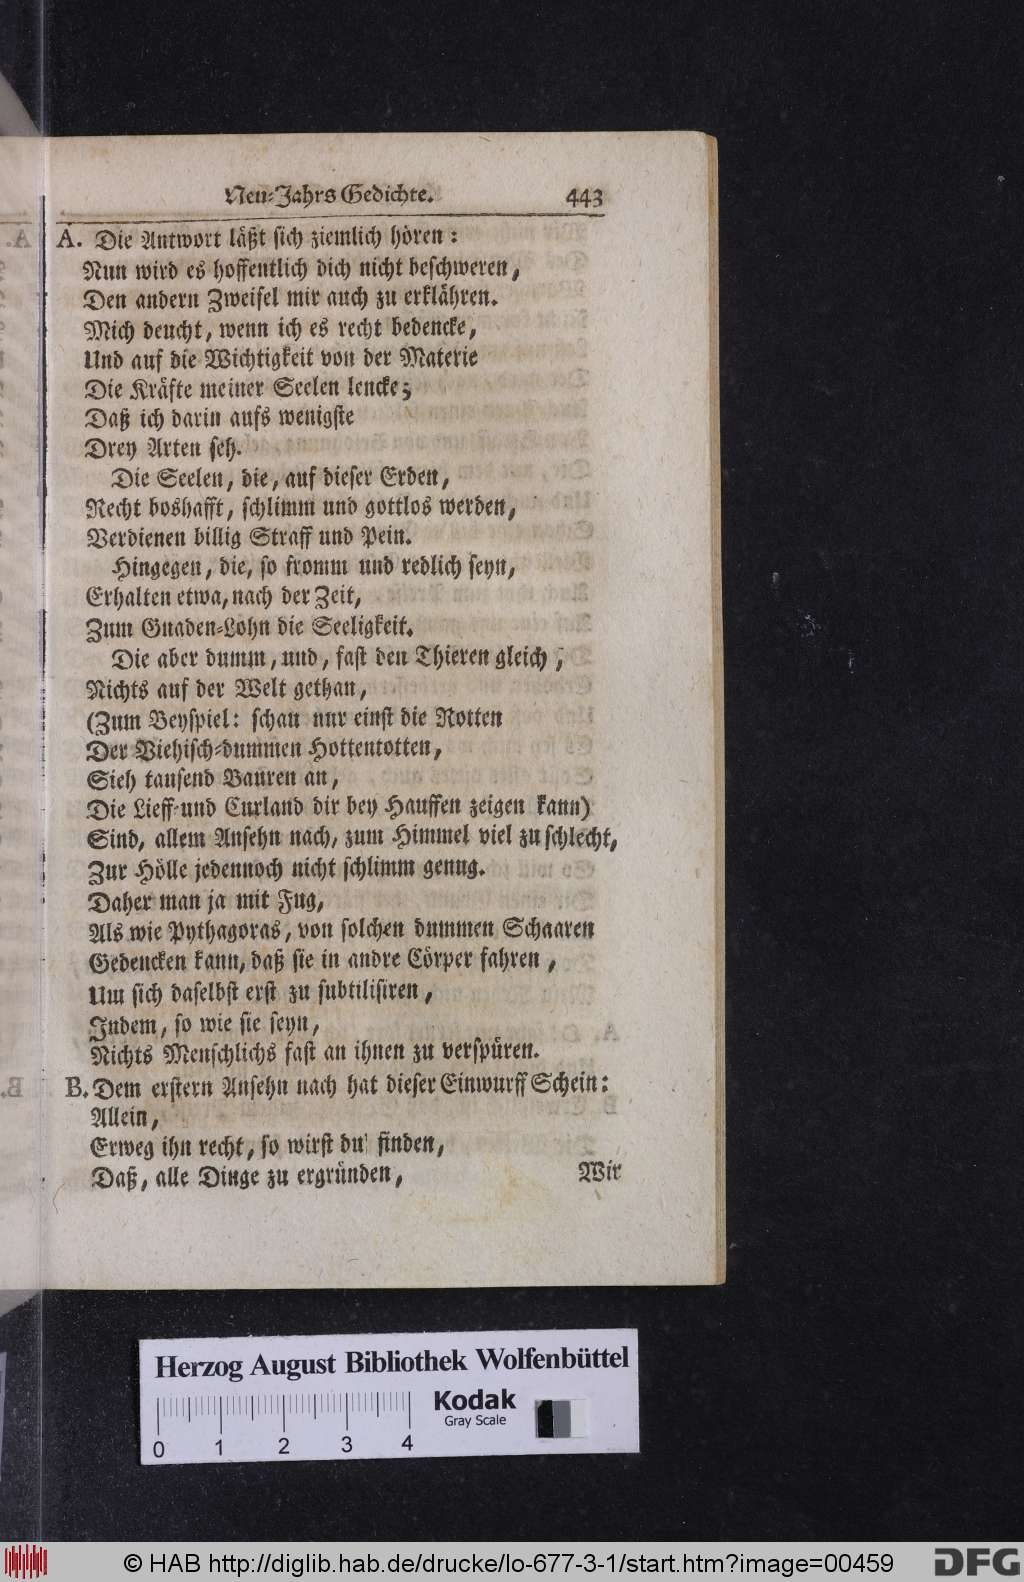 Neu-Jahrs Gedichte. 443
A. Die Antwort läßt sich ziemlich hören:
Nun wird es hoffentlich dich nicht beschweren,
Den andern Zweifel mir auch zu erklähren.
Mich deucht, wenn ich es recht bedencke,
Und auf die Wichtigkeit von der Materie
Die Kräfte meiner Seelen lencke;
Daß ich darin aufs wenigste
Drey Arten seh.
Die Seelen, die, auf dieser Erden,
Recht boshafft, schlimm und gottlos werden,
Verdienen billig Straff und Pein.
Hingegen, die, so fromm und redlich seyn,
Erhalten etwa, nach der Zeit,
Zum Gnaden-Lohn die Seeligkeit.
Die aber dumm, und, fast den Thieren gleich,
Nichts auf der Welt gethan,
(Zum Beyspiel: schau nur einst die Rotten
Der Viehisch-dummen Hottentotten,
Sieh tausend Bauren an,
Die Lieff- und Curland dir bey Hauffen zeigen kann)
Sind, allem Ansehn nach, zum Himmel viel zu schlecht,
Zur Hölle jedennoch nicht schlimm genug.
Daher man ja mit Fug,
Als wie Pythagoras, von solchen dummen Schaaren
Gedencken kann, daß sie in andre Cörper fahren,
Um sich daselbst erst zu subtilisiren,
Indem, so wie sie seyn,
Nichts Menschlichs fast an ihnen zu verspüren.
B. Dem erstern Ansehn nach hat dieser Einwurff Schein:
Allein,
Erweg ihn recht, so wirst du finden,
Daß, alle Dinge zu ergründen,
Wir
Herzog August Bibliothek Wolfenbüttel
Kodak
Gray Scale
0 1 2 3 4
© HAB http://diglib.hab.de/drucke/lo-677-3-1/start.htm?image=00459
DFG